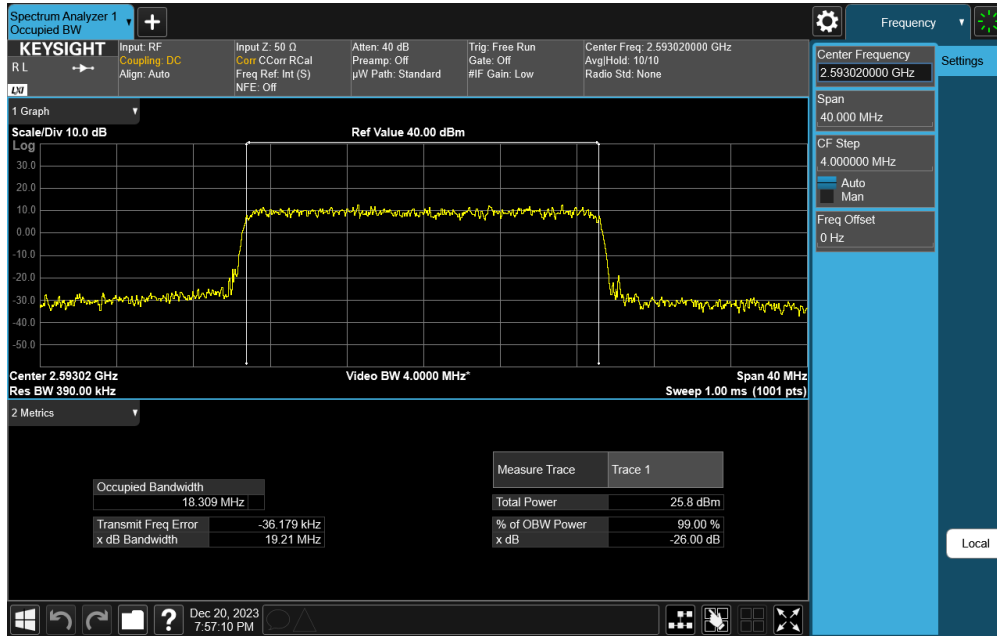 Spectrum Analyzer 1
Occupied BW
+
Frequency
KEYSIGHT
R L
LXI
Input: RF
Coupling: DC
Align: Auto
Input Z: 50 Ω
Corr CCorr RCal
Freq Ref: Int (S)
NFE: Off
Atten: 40 dB
Preamp: Off
µW Path: Standard
Trig: Free Run
Gate: Off
#IF Gain: Low
Center Freq: 2.593020000 GHz
Avg|Hold: 10/10
Radio Std: None
Center Frequency
2.593020000 GHz
Settings
Span
40.000 MHz
CF Step
4.000000 MHz
Auto
Man
Freq Offset
0 Hz
Local
1 Graph
Scale/Div 10.0 dB
Ref Value 40.00 dBm
Log
30.0
20.0
10.0
0.00
-10.0
-20.0
-30.0
-40.0
-50.0
Center 2.59302 GHz
Video BW 4.0000 MHz*
Span 40 MHz
Res BW 390.00 kHz
Sweep 1.00 ms (1001 pts)
2 Metrics
Measure Trace Trace 1
Occupied Bandwidth
18.309 MHz
Total Power 25.8 dBm
Transmit Freq Error -36.179 kHz
% of OBW Power 99.00 %
x dB Bandwidth 19.21 MHz
x dB -26.00 dB
?
Dec 20, 2023
7:57:10 PM